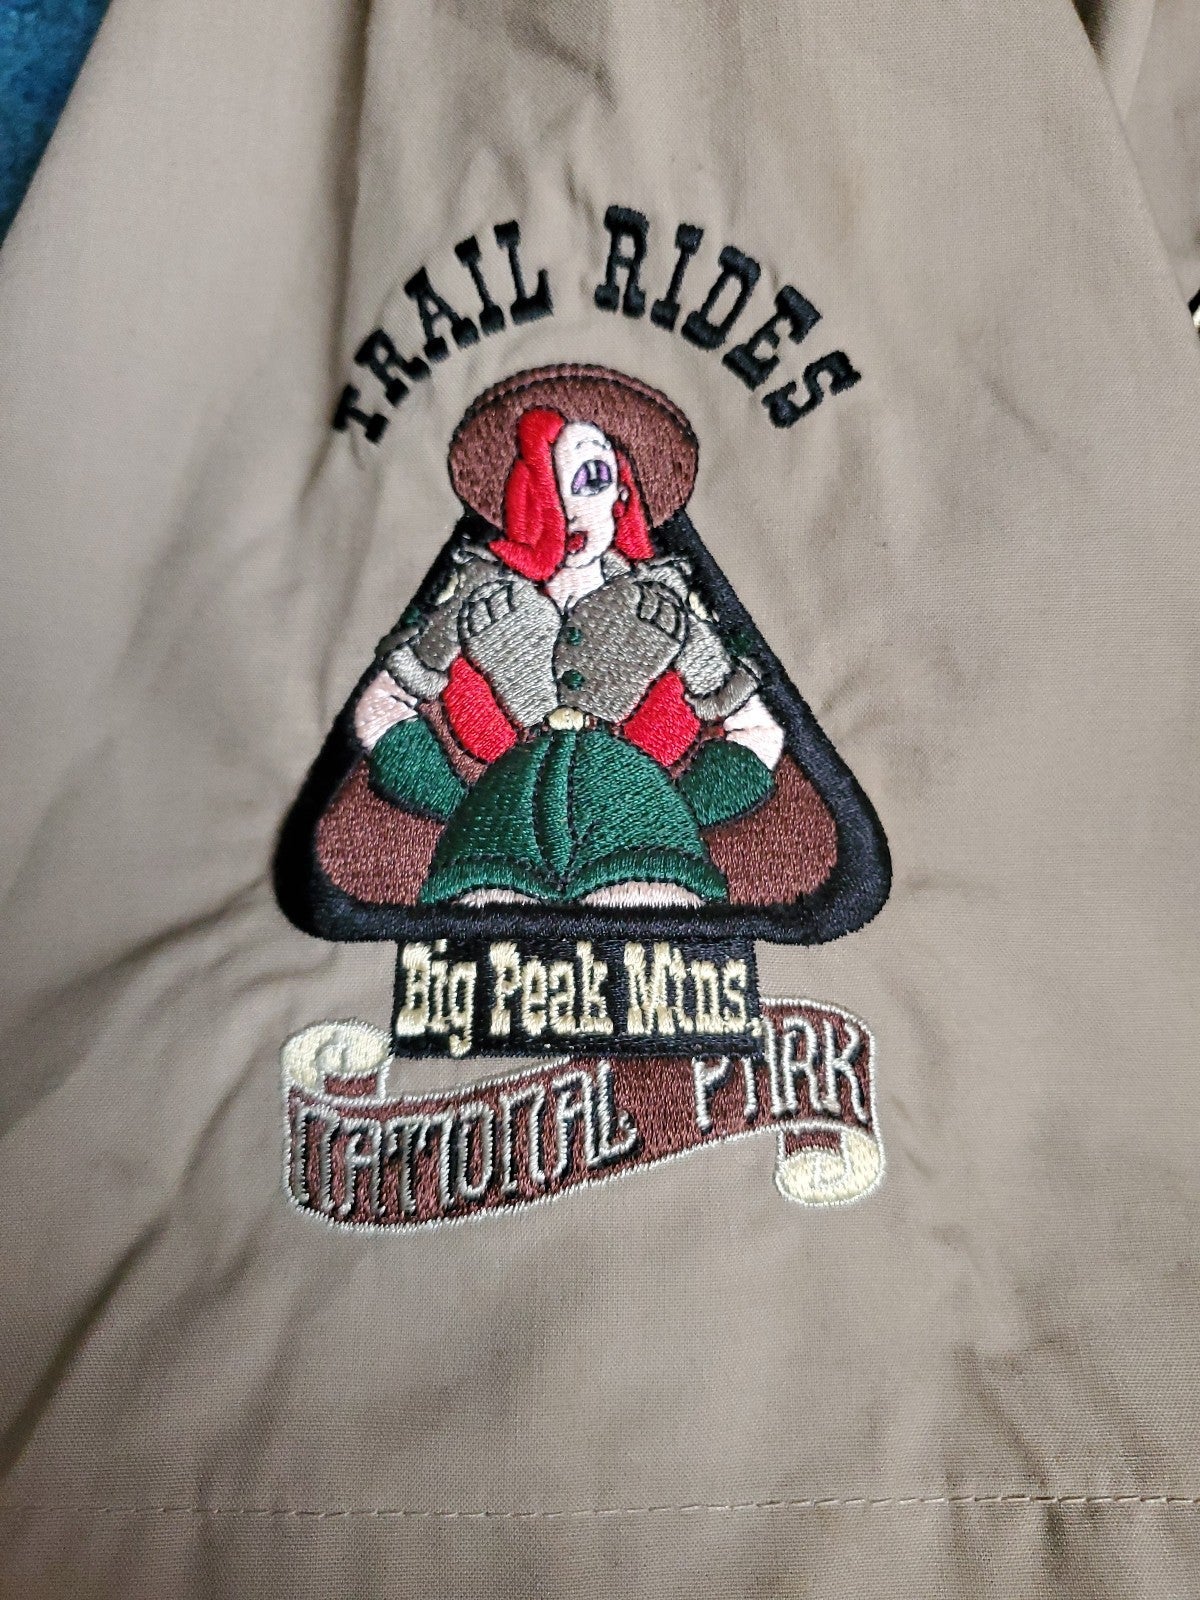 TRAIL RIDES
Big Peak Mtns.
NATIONAL PARK